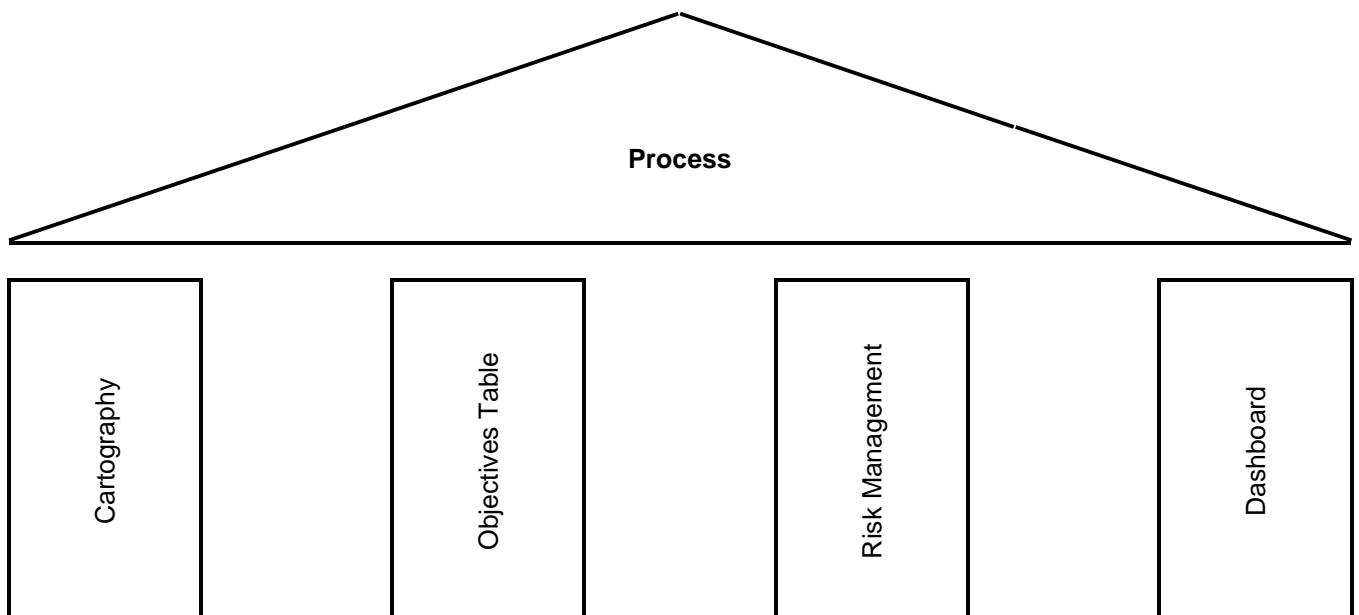 Process
Cartography
Objectives Table
Risk Management
Dashboard